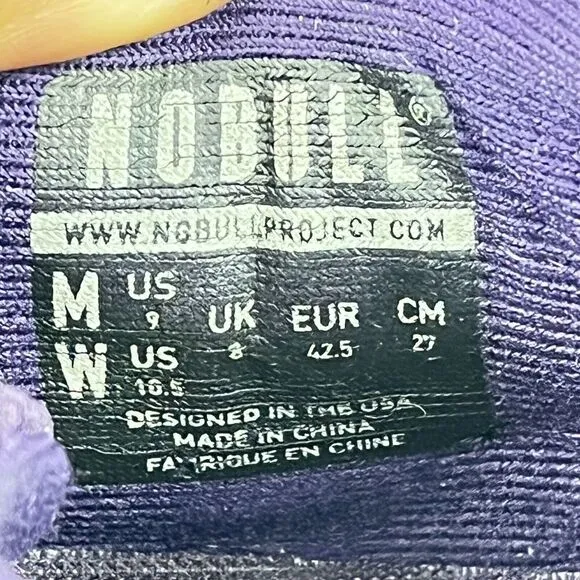 NOBULL®
WWW.NOBULLPROJECT.COM
M US 9 UK 8 EUR 42.5 CM 27
W US 10.5
DESIGNED IN THE USA
MADE IN CHINA
FABRIQUE EN CHINE